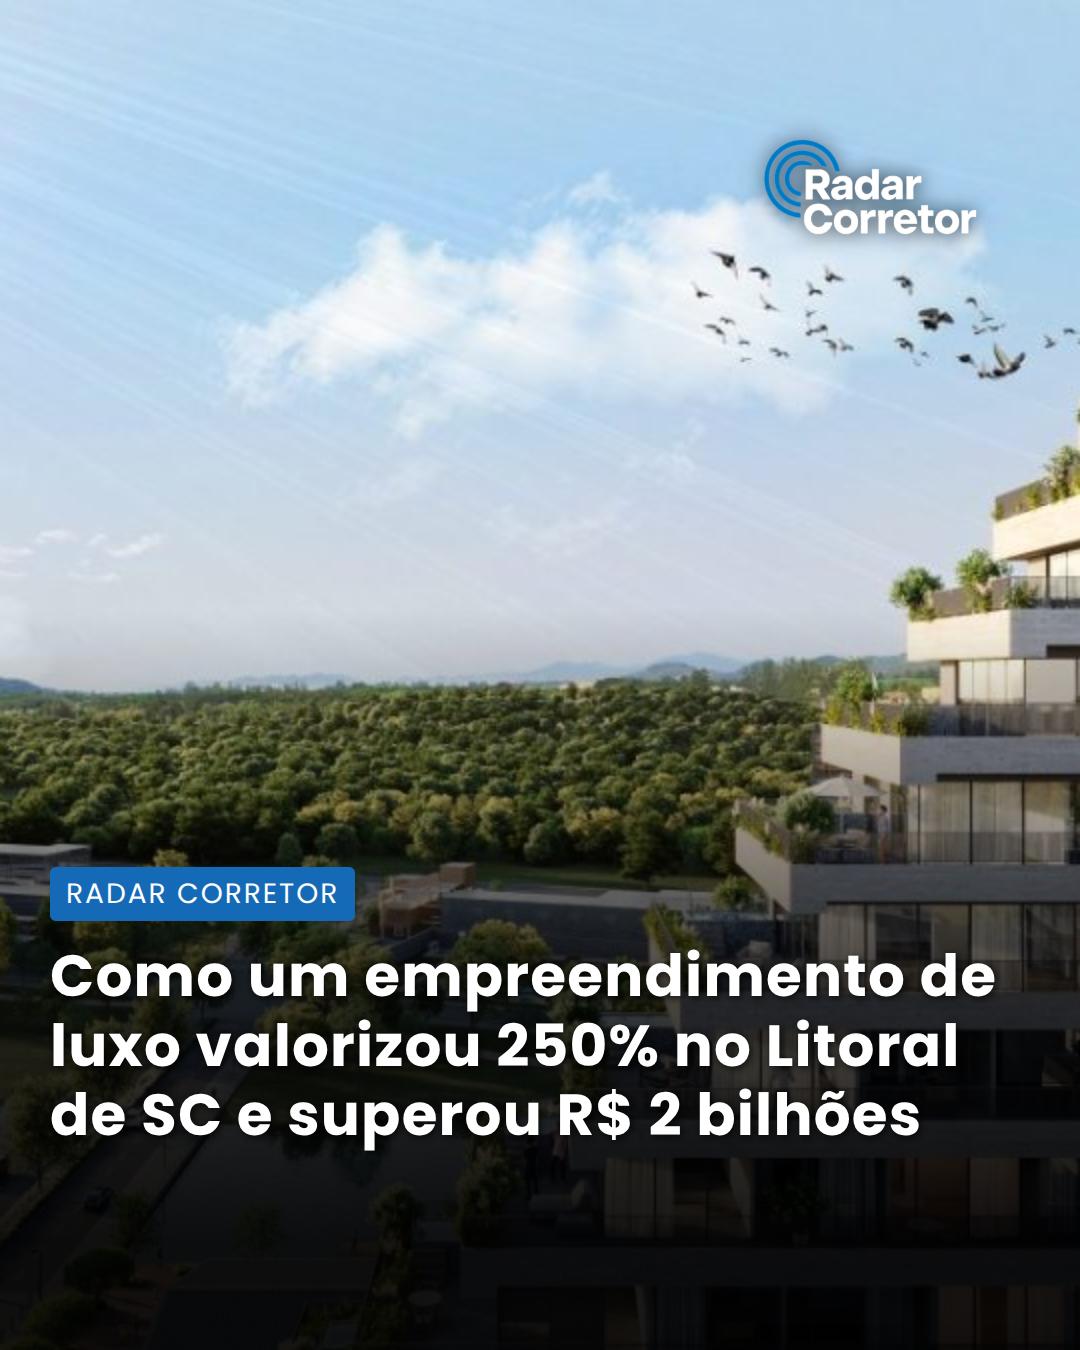 Radar
Corretor
RADAR CORRETOR
Como um empreendimento de
luxo valorizou 250% no Litoral
de SC e superou R$ 2 bilhões